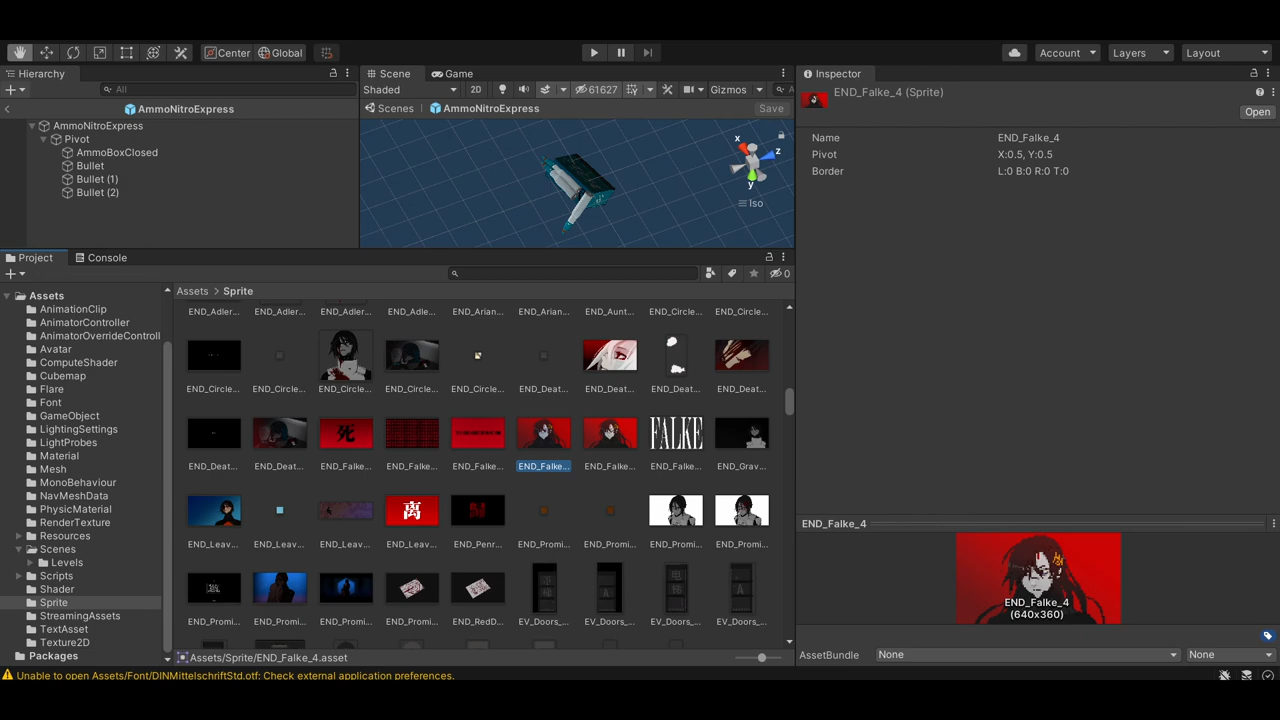 Center
Global
Account
Layers
Layout
Hierarchy
All
AmmoNitroExpress
AmmoNitroExpress
Pivot
AmmoBoxClosed
Bullet
Bullet (1)
Bullet (2)
Scene
Game
Shaded
2D
61627
Gizmos
A
Scenes
AmmoNitroExpress
Save
x
z
y
Iso
Inspector
END_Falke_4 (Sprite)
Open
Name END_Falke_4
Pivot X:0.5, Y:0.5
Border L:0 B:0 R:0 T:0
Project
Console
0
Assets
AnimationClip
AnimatorController
AnimatorOverrideControll
Avatar
ComputeShader
Cubemap
Flare
Font
GameObject
LightingSettings
LightProbes
Material
Mesh
MonoBehaviour
NavMeshData
PhysicMaterial
RenderTexture
Resources
Scenes
Levels
Scripts
Shader
Sprite
StreamingAssets
TextAsset
Texture2D
Packages
Assets
Sprite
END_Adler... END_Adler... END_Adler... END_Adle... END_Arian... END_Arian... END_Aunt... END_Circle...
END_Circle... END_Circle... END_Circle... END_Circle... END_Circle... END_Deat... END_Deat... END_Deat... END_Deat...
死
FALKE
END_Deat... END_Deat... END_Falke... END_Falke... END_Falke... END_Falke... END_Falke... END_Falke... END_Grav...
离
END_Leav... END_Leav... END_Leav... END_Leav... END_Penr... END_Promi... END_Promi... END_Promi... END_Promi...
A
A
END_Promi... END_Promi... END_Promi... END_Promi... END_RedD... EV_Doors_... EV_Doors_... EV_Doors_... EV_Doors_...
Assets/Sprite/END_Falke_4.asset
END_Falke_4
END_Falke_4
(640x360)
AssetBundle
None
None
Unable to open Assets/Font/DINMittelschriftStd.otf: Check external application preferences.